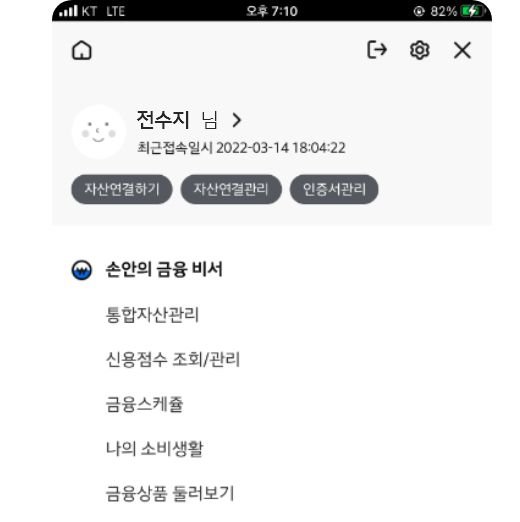 KT LTE 오후 7:10 82%
전수지 님 >
최근접속일시 2022-03-14 18:04:22
자산연결하기 자산연결관리 인증서관리
손안의 금융 비서
통합자산관리
신용점수 조회/관리
금융스케쥴
나의 소비생활
금융상품 둘러보기